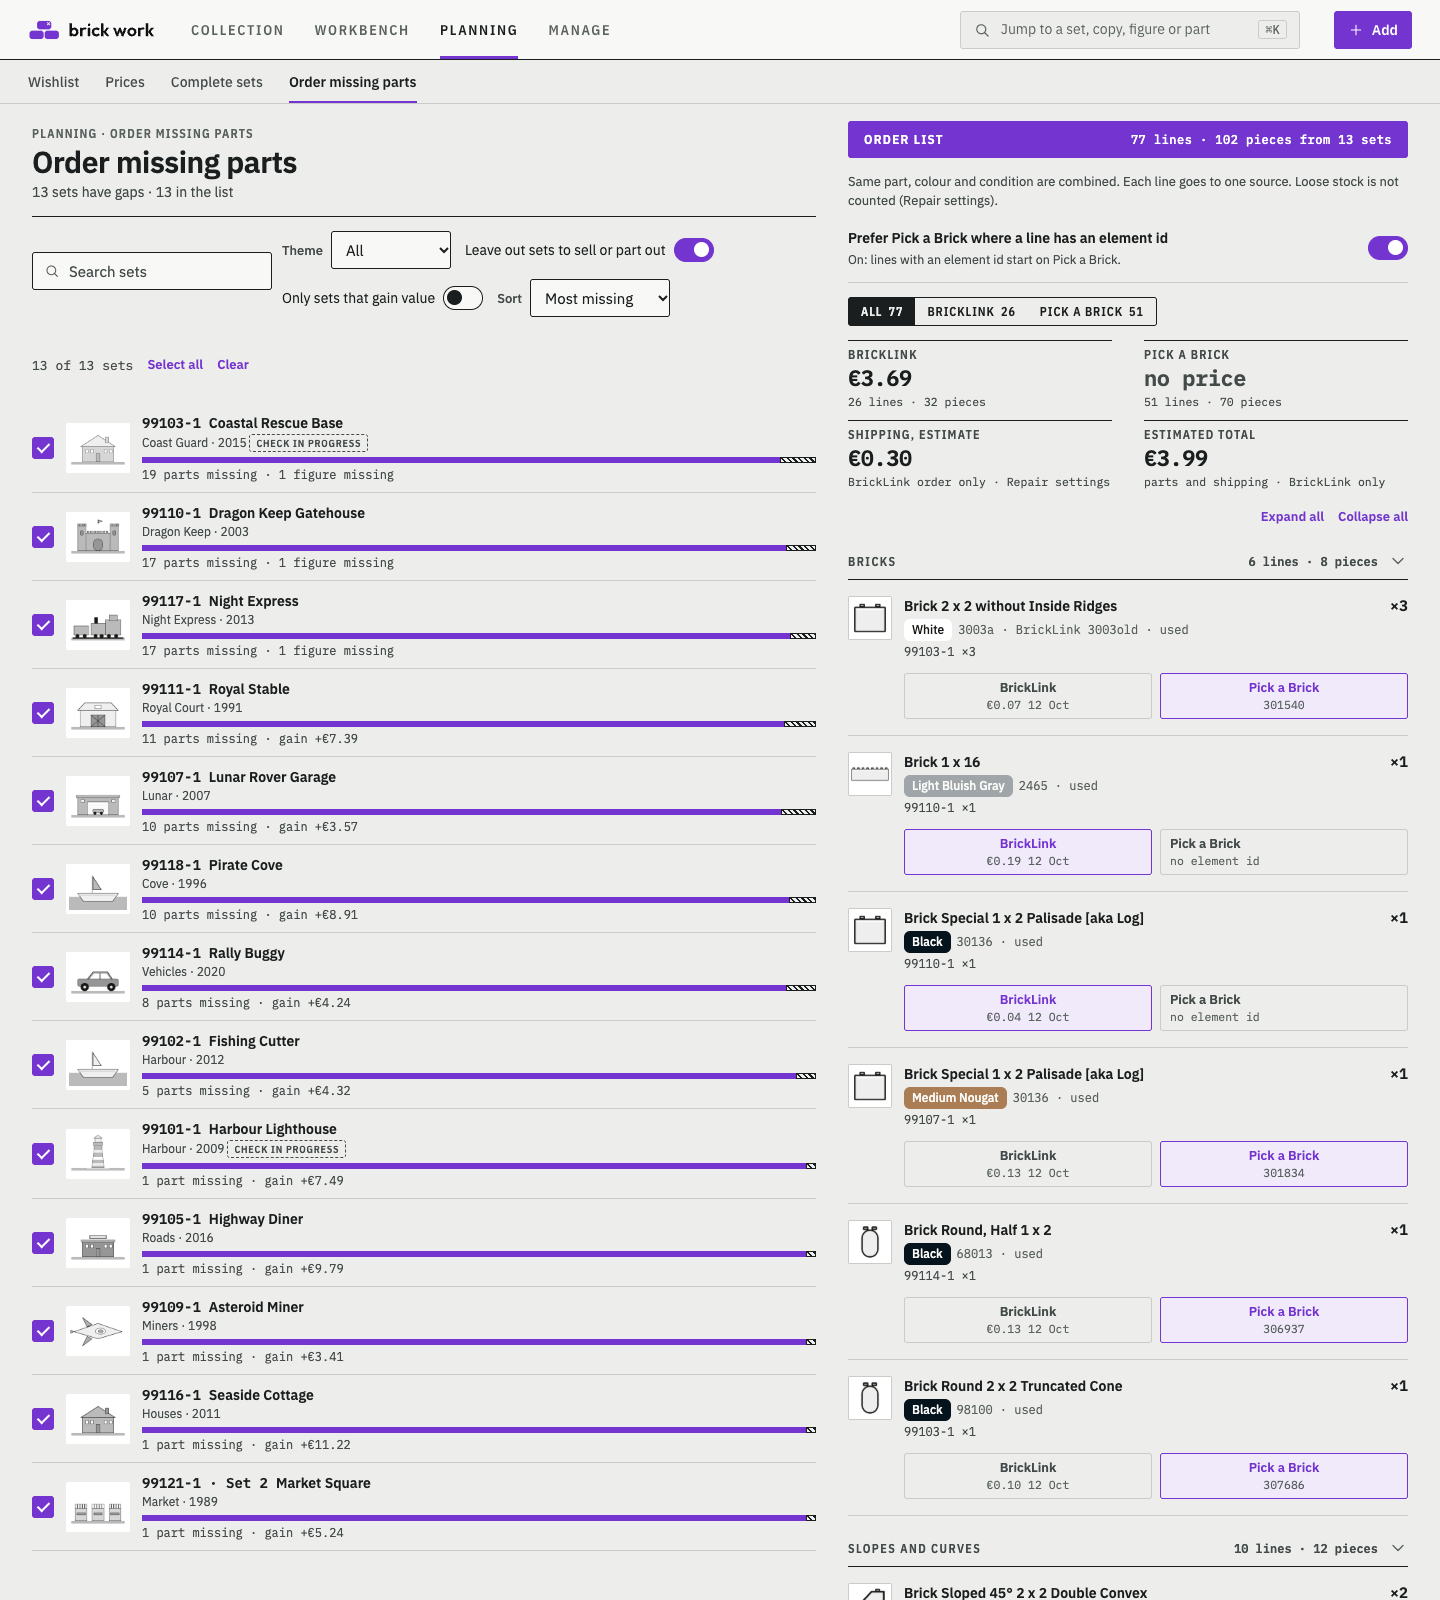 brick work
COLLECTION
WORKBENCH
PLANNING
MANAGE
Jump to a set, copy, figure or part
⌘K
+ Add
Wishlist
Prices
Complete sets
Order missing parts
PLANNING · ORDER MISSING PARTS
Order missing parts
13 sets have gaps · 13 in the list
Search sets
Theme
All
Leave out sets to sell or part out
Only sets that gain value
Sort
Most missing
13 of 13 sets
Select all
Clear
99103-1 Coastal Rescue Base
Coast Guard · 2015 CHECK IN PROGRESS
19 parts missing · 1 figure missing
99110-1 Dragon Keep Gatehouse
Dragon Keep · 2003
17 parts missing · 1 figure missing
99117-1 Night Express
Night Express · 2013
17 parts missing · 1 figure missing
99111-1 Royal Stable
Royal Court · 1991
11 parts missing · gain +€7.39
99107-1 Lunar Rover Garage
Lunar · 2007
10 parts missing · gain +€3.57
99118-1 Pirate Cove
Cove · 1996
10 parts missing · gain +€8.91
99114-1 Rally Buggy
Vehicles · 2020
8 parts missing · gain +€4.24
99102-1 Fishing Cutter
Harbour · 2012
5 parts missing · gain +€4.32
99101-1 Harbour Lighthouse
Harbour · 2009 CHECK IN PROGRESS
1 part missing · gain +€7.49
99105-1 Highway Diner
Roads · 2016
1 part missing · gain +€9.79
99109-1 Asteroid Miner
Miners · 1998
1 part missing · gain +€3.41
99116-1 Seaside Cottage
Houses · 2011
1 part missing · gain +€11.22
99121-1 · Set 2 Market Square
Market · 1989
1 part missing · gain +€5.24
ORDER LIST
77 lines · 102 pieces from 13 sets
Same part, colour and condition are combined. Each line goes to one source. Loose stock is not
counted (Repair settings).
Prefer Pick a Brick where a line has an element id
On: lines with an element id start on Pick a Brick.
ALL 77
BRICKLINK 26
PICK A BRICK 51
BRICKLINK
€3.69
26 lines · 32 pieces
PICK A BRICK
no price
51 lines · 70 pieces
SHIPPING, ESTIMATE
€0.30
BrickLink order only · Repair settings
ESTIMATED TOTAL
€3.99
parts and shipping · BrickLink only
Expand all
Collapse all
BRICKS
6 lines · 8 pieces
Brick 2 x 2 without Inside Ridges
×3
White 3003a · BrickLink 3003old · used
99103-1 ×3
BrickLink
€0.07 12 Oct
Pick a Brick
301540
Brick 1 x 16
×1
Light Bluish Gray 2465 · used
99110-1 ×1
BrickLink
€0.19 12 Oct
Pick a Brick
no element id
Brick Special 1 x 2 Palisade [aka Log]
×1
Black 30136 · used
99110-1 ×1
BrickLink
€0.04 12 Oct
Pick a Brick
no element id
Brick Special 1 x 2 Palisade [aka Log]
×1
Medium Nougat 30136 · used
99107-1 ×1
BrickLink
€0.13 12 Oct
Pick a Brick
301834
Brick Round, Half 1 x 2
×1
Black 68013 · used
99114-1 ×1
BrickLink
€0.13 12 Oct
Pick a Brick
306937
Brick Round 2 x 2 Truncated Cone
×1
Black 98100 · used
99103-1 ×1
BrickLink
€0.10 12 Oct
Pick a Brick
307686
SLOPES AND CURVES
10 lines · 12 pieces
Brick Sloped 45° 2 x 2 Double Convex
×2